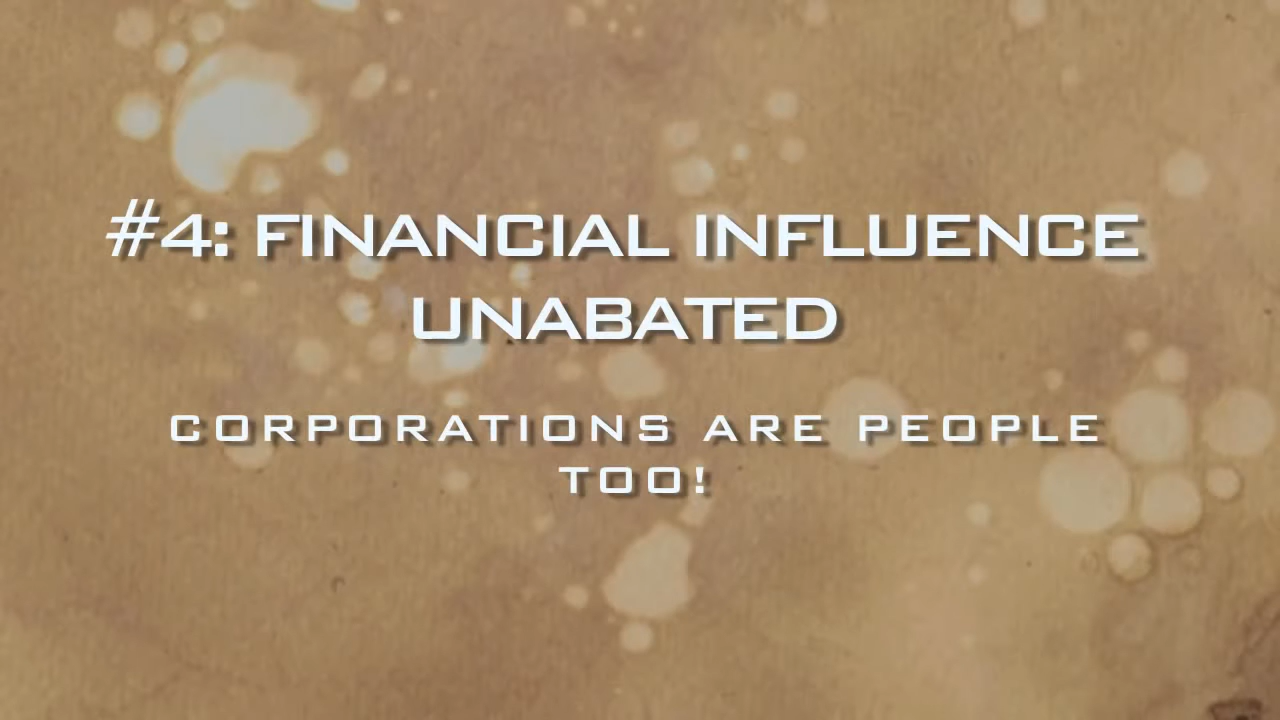 #4: FINANCIAL INFLUENCE
UNABATED
CORPORATIONS ARE PEOPLE
TOO!